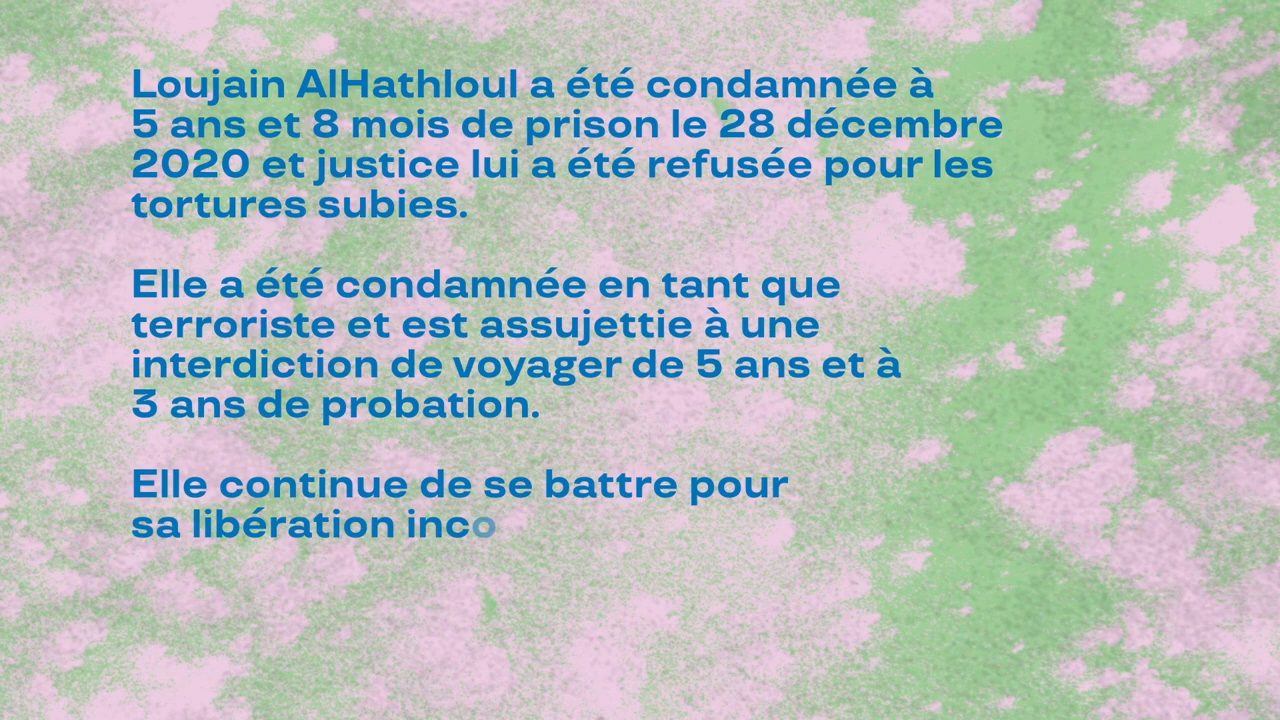 Loujain AlHathloul a été condamnée à
5 ans et 8 mois de prison le 28 décembre
2020 et justice lui a été refusée pour les
tortures subies.
Elle a été condamnée en tant que
terroriste et est assujettie à une
interdiction de voyager de 5 ans et à
3 ans de probation.
Elle continue de se battre pour
sa libération inco